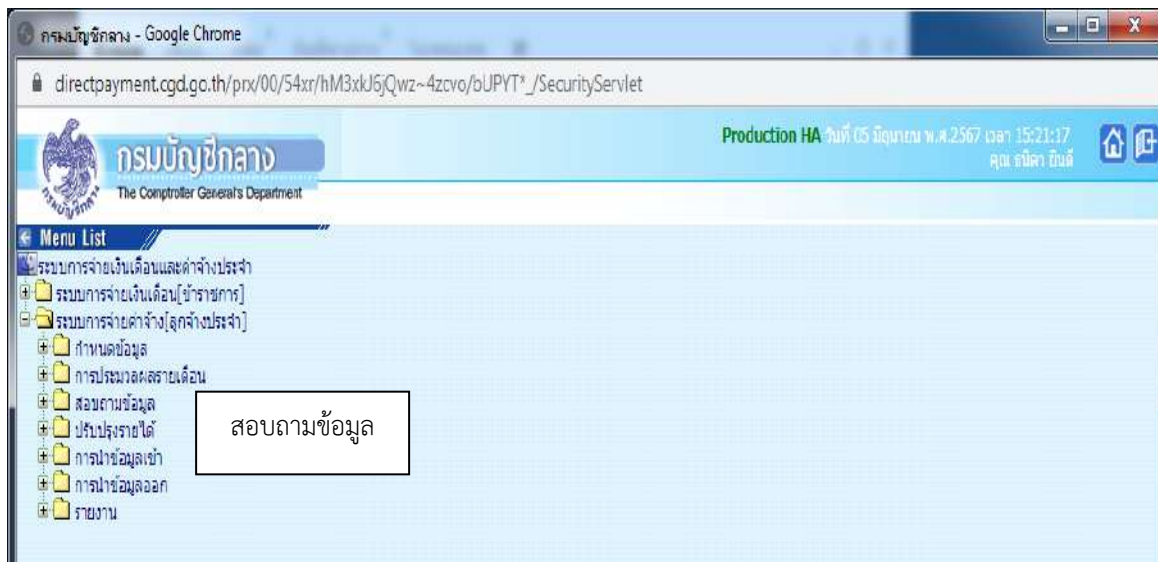 กรมบัญชีกลาง - Google Chrome
directpayment.cgd.go.th/prx/00/54xr/hM3xkJ6jQwz~4zcvo/bUPYT*_/SecurityServlet
กรมบัญชีกลาง
The Comptroller General's Department
Production HA วันที่ 05 มิถุนายน พ.ศ.2567 เวลา 15:21:17
คุณ ธนิดา ยินดี
Menu List
ระบบการจ่ายเงินเดือนและค่าจ้างประจำ
ระบบการจ่ายเงินเดือน[ข้าราชการ]
ระบบการจ่ายค่าจ้าง[ลูกจ้างประจำ]
กำหนดข้อมูล
การประมวลผลรายเดือน
สอบถามข้อมูล
สอบถามข้อมูล
ปรับปรุงรายได้
การนำข้อมูลเข้า
การนำข้อมูลออก
รายงาน